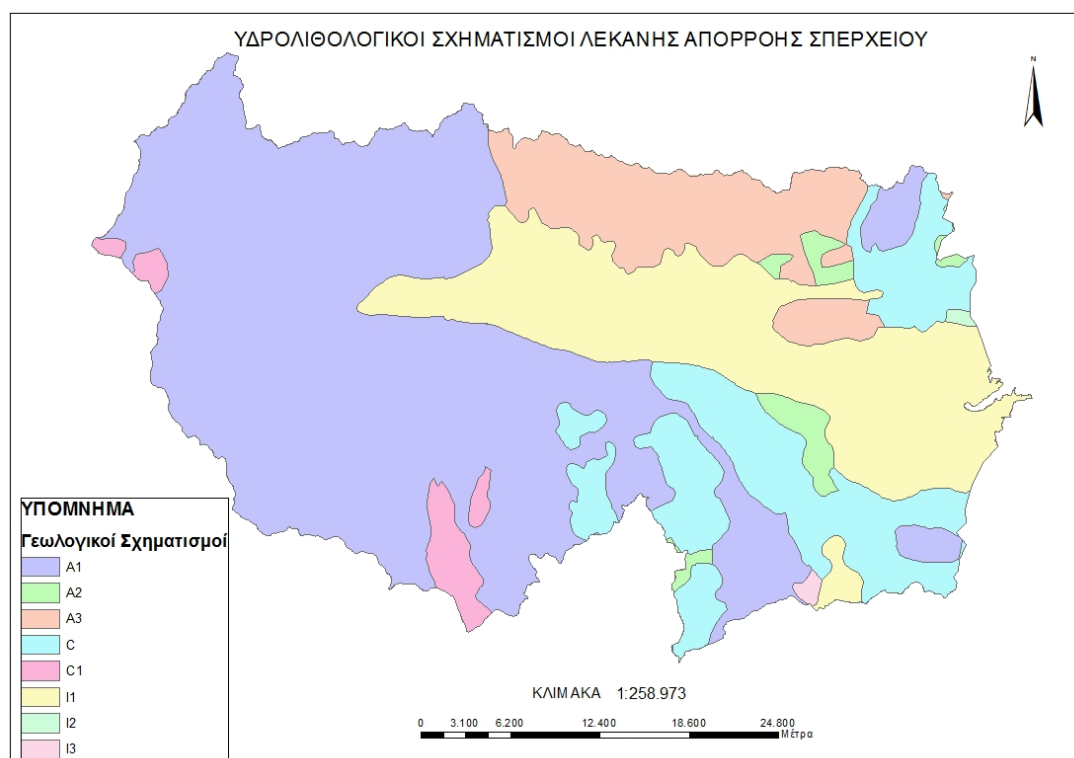 ΥΔΡΟΛΙΘΟΛΟΓΙΚΟΙ ΣΧΗΜΑΤΙΣΜΟΙ ΛΕΚΑΝΗΣ ΑΠΟΡΡΟΗΣ ΣΠΕΡΧΕΙΟΥ
N
ΥΠΟΜΝΗΜΑ
Γεωλογικοί Σχηματισμοί
A1
A2
A3
C
C1
I1
I2
I3
ΚΛΙΜΑΚΑ 1:258.973
0 3.100 6.200 12.400 18.600 24.800
Μέτρα